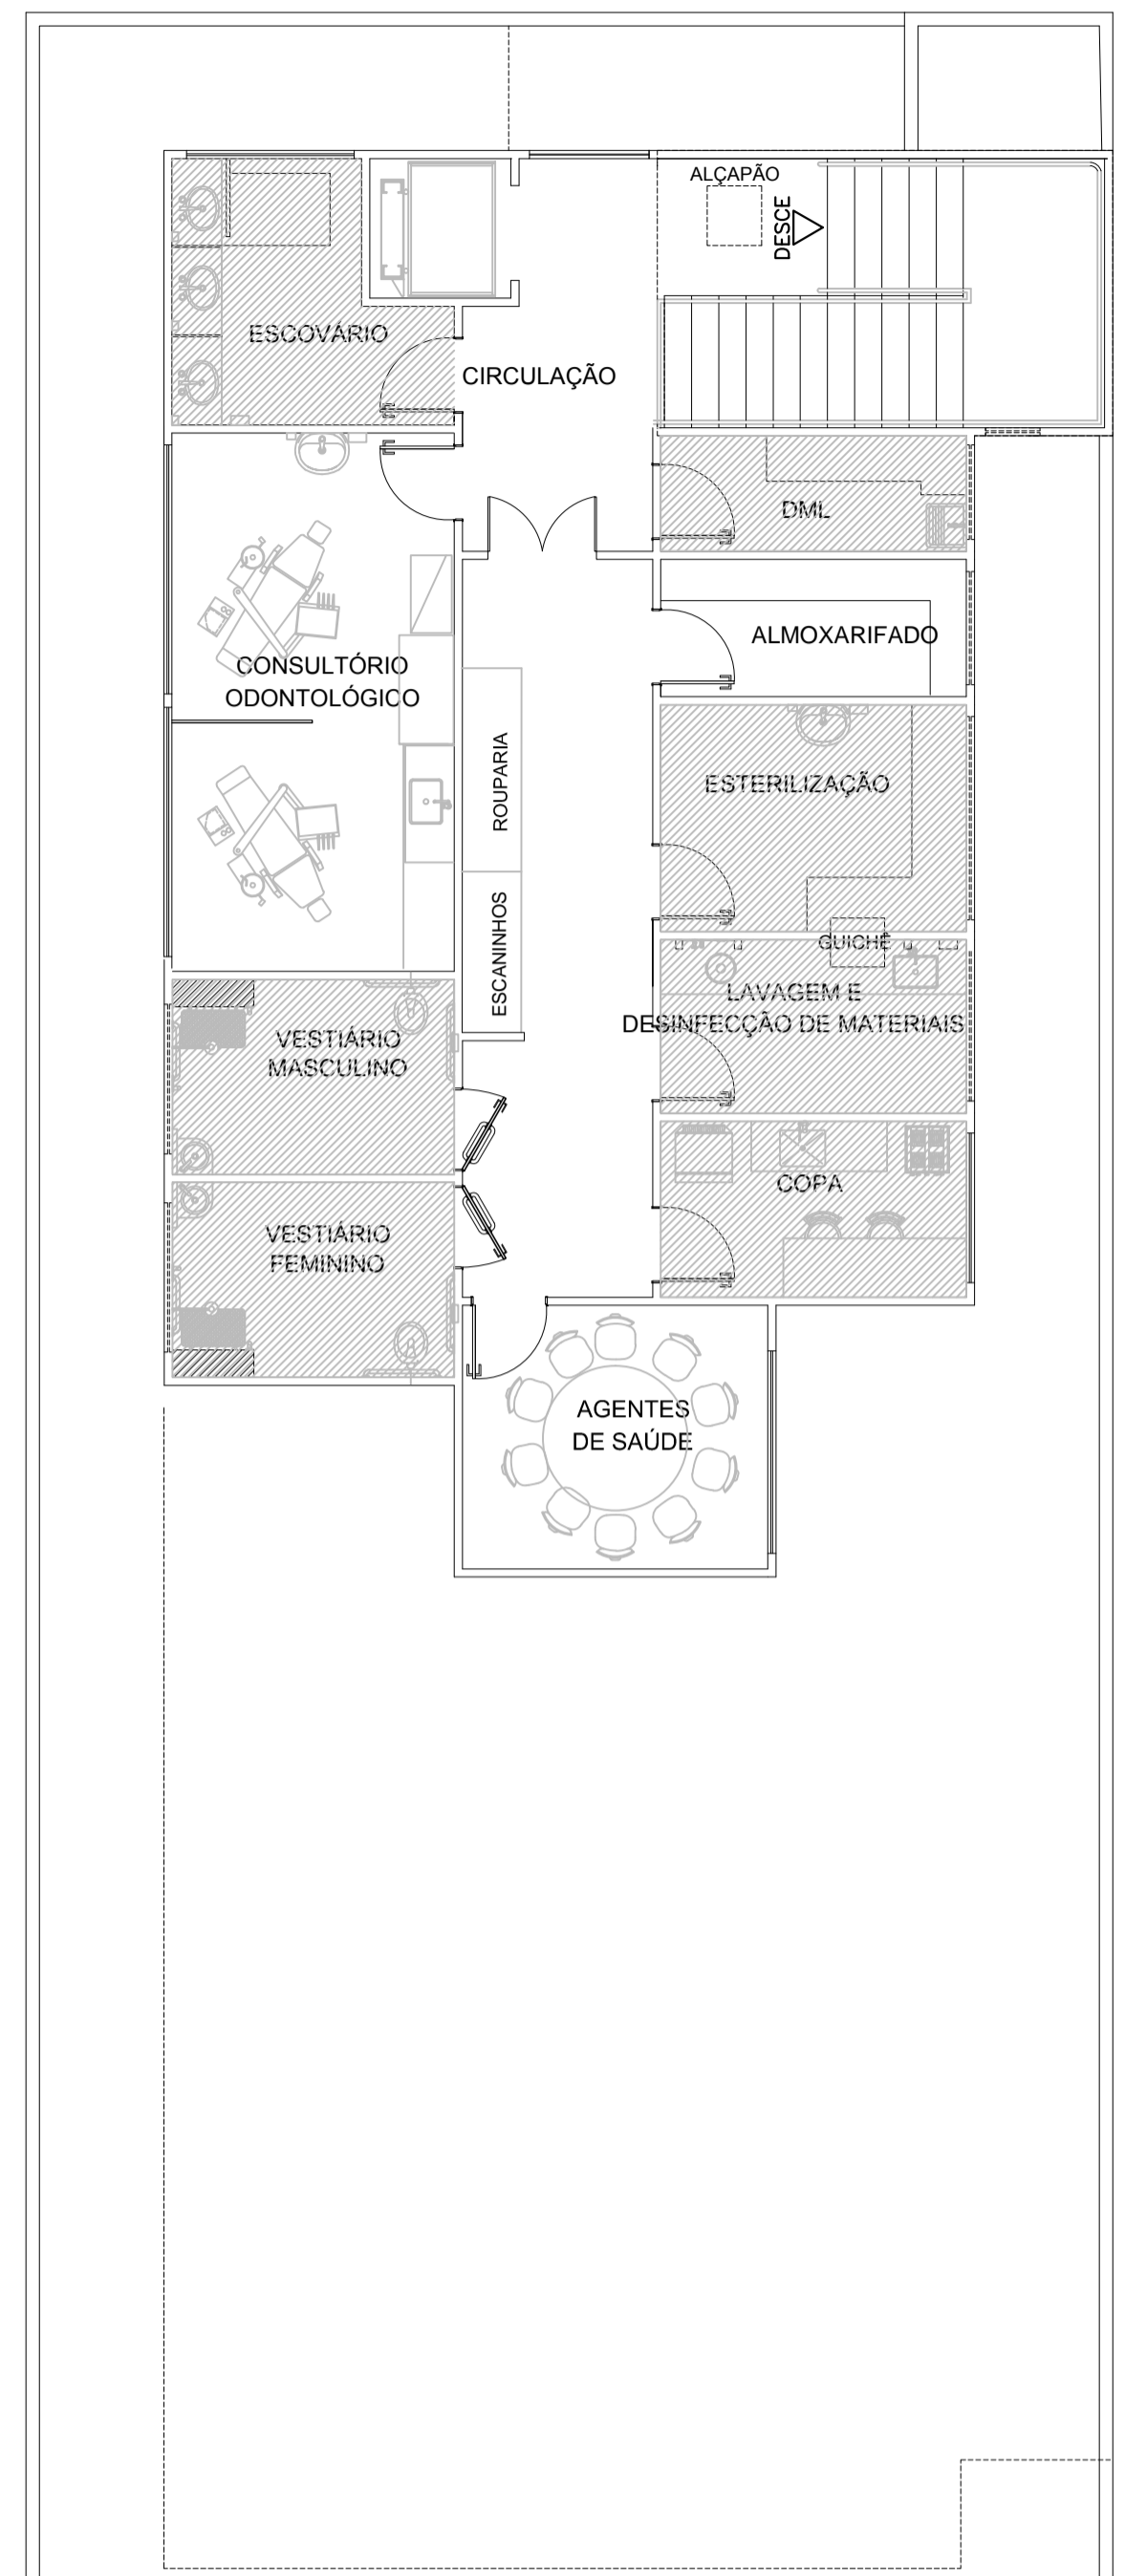 ALÇAPÃO
DESCE
ESCOVÁRIO
CIRCULAÇÃO
DML
ALMOXARIFADO
CONSULTÓRIO
ODONTOLÓGICO
ROUPARIA
ESTERILIZAÇÃO
ESCANINHOS
GUICHÊ
LAVAGEM E
DESINFECÇÃO DE MATERIAIS
VESTIÁRIO
MASCULINO
COPA
VESTIÁRIO
FEMININO
AGENTES
DE SAÚDE